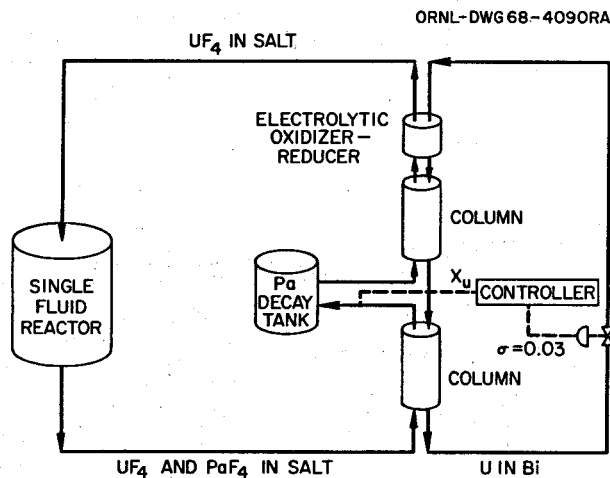 ORNL-DWG 68-4090RA
UF4 IN SALT
ELECTROLYTIC
OXIDIZER-
REDUCER
COLUMN
SINGLE
FLUID
REACTOR
Pa
DECAY
TANK
Xu
CONTROLLER
σ=0.03
COLUMN
UF4 AND PaF4 IN SALT
U IN Bi